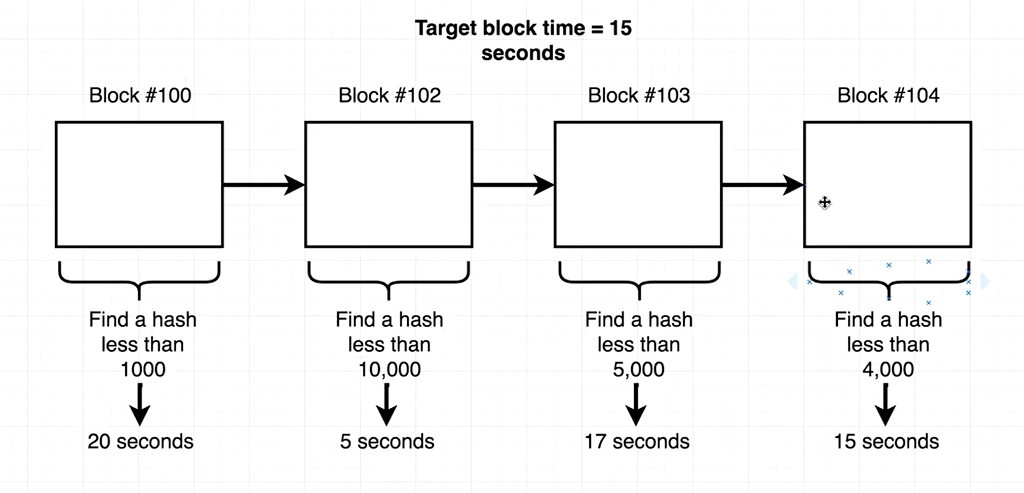 Target block time = 15
seconds
Block #100
Block #102
Block #103
Block #104
Find a hash
less than
1000
Find a hash
less than
10,000
Find a hash
less than
5,000
Find a hash
less than
4,000
20 seconds
5 seconds
17 seconds
15 seconds